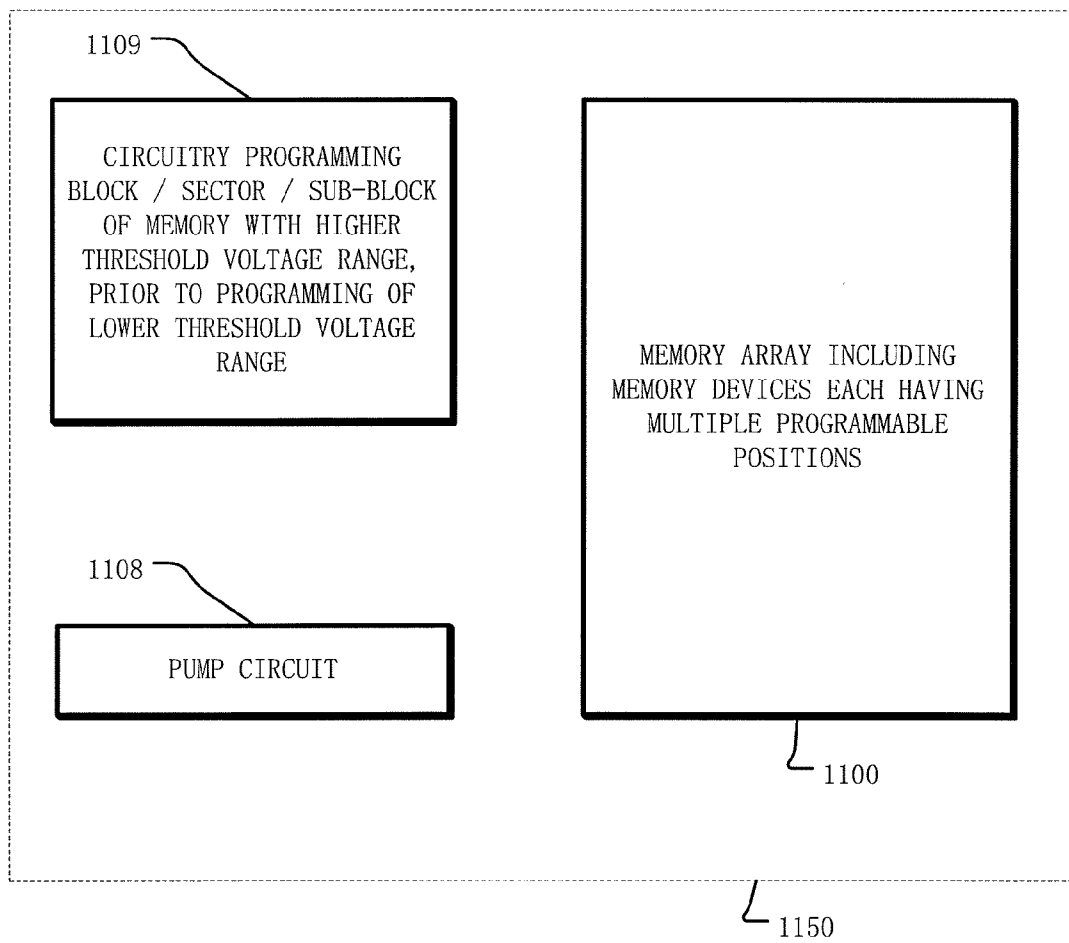 1109
CIRCUITRY PROGRAMMING
BLOCK / SECTOR / SUB-BLOCK
OF MEMORY WITH HIGHER
THRESHOLD VOLTAGE RANGE,
PRIOR TO PROGRAMMING OF
LOWER THRESHOLD VOLTAGE
RANGE
MEMORY ARRAY INCLUDING
MEMORY DEVICES EACH HAVING
MULTIPLE PROGRAMMABLE
POSITIONS
1108
PUMP CIRCUIT
1100
1150